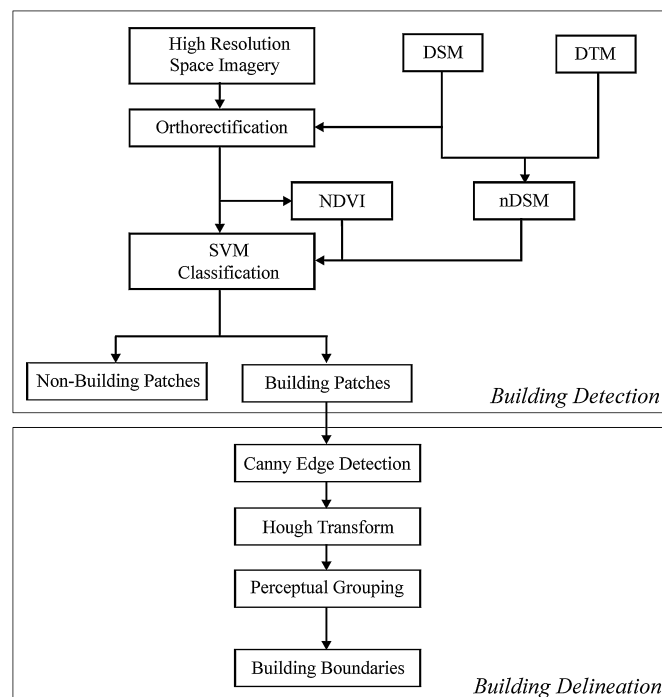 High Resolution
Space Imagery
DSM
DTM
Orthorectification
NDVI
nDSM
SVM
Classification
Non-Building Patches
Building Patches
Building Detection
Canny Edge Detection
Hough Transform
Perceptual Grouping
Building Boundaries
Building Delineation